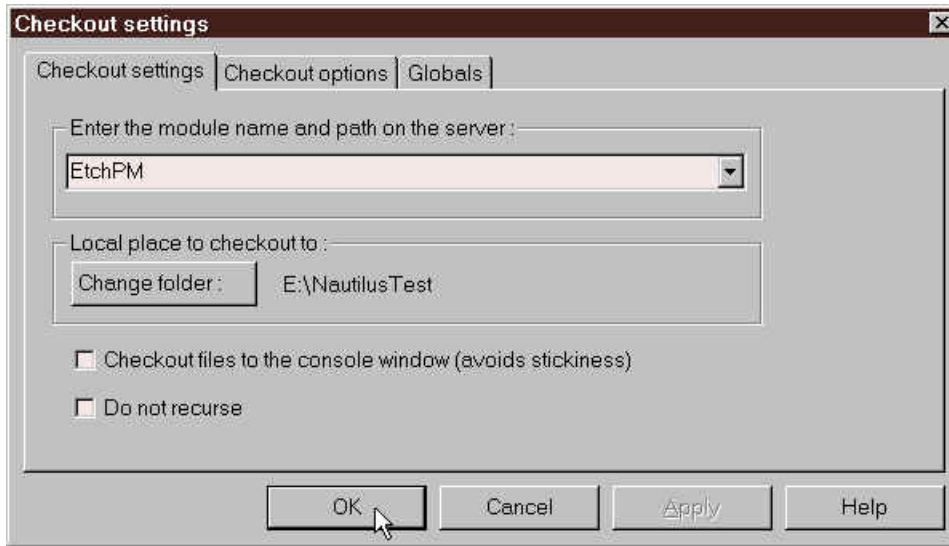 Checkout settings
Checkout settings Checkout options Globals
Enter the module name and path on the server :
EtchPM
Local place to checkout to :
Change folder : E:\NautilusTest
Checkout files to the console window (avoids stickiness)
Do not recurse
OK Cancel Apply Help